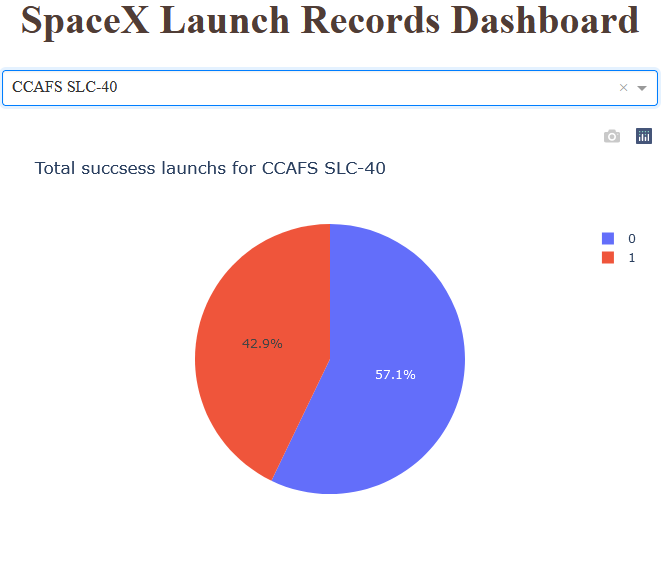 SpaceX Launch Records Dashboard
CCAFS SLC-40
Total succsess launchs for CCAFS SLC-40
0
1
42.9%
57.1%